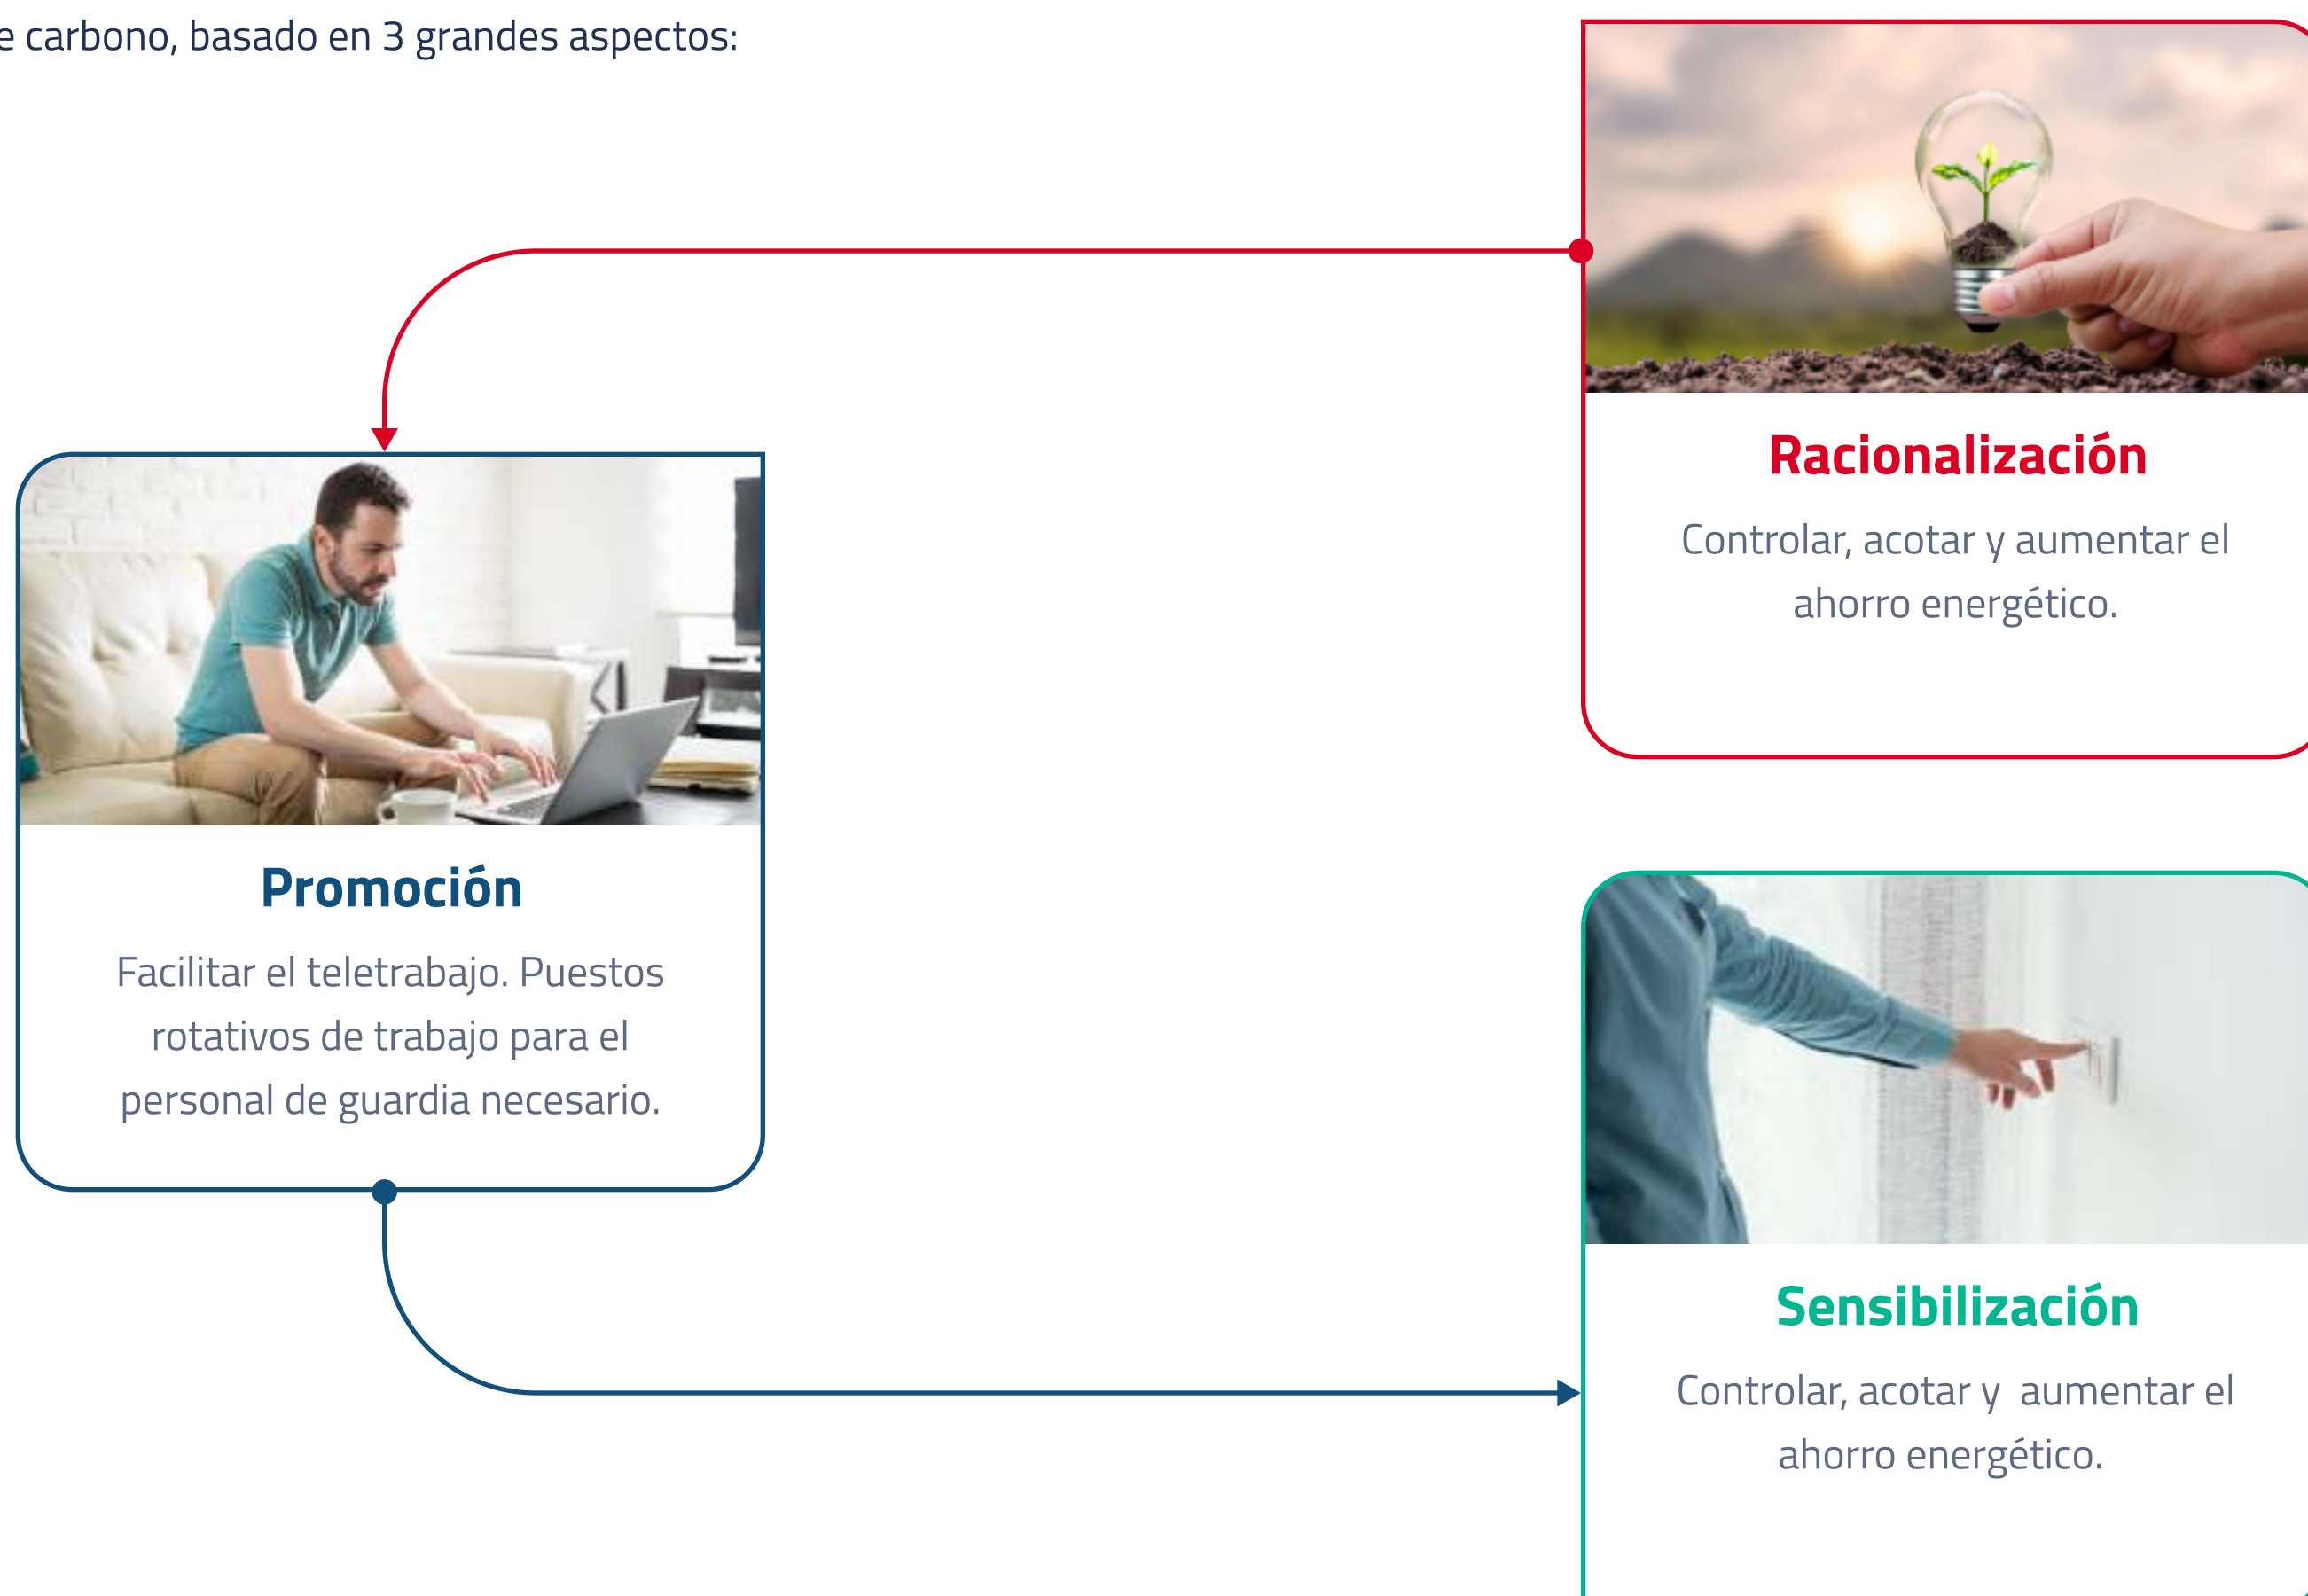 e carbono, basado en 3 grandes aspectos:
Racionalización
Controlar, acotar y aumentar el
ahorro energético.
Promoción
Facilitar el teletrabajo. Puestos
rotativos de trabajo para el
personal de guardia necesario.
Sensibilización
Controlar, acotar y  aumentar el
ahorro energético.